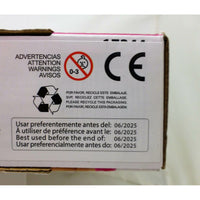 ADVERTENCIAS
ATTENTION
WARNINGS
AVISOS
0-3
CE
POR FAVOR, RECICLE ESTE EMBALAJE
SVP, RECYCLEZ CET EMBALLAGE
PLEASE RECYCLE THIS PACKAGING
POR FAVOR, RECICLE ESTA EMBALAGEM
Usar preferentemente antes del: 06/2025
À utiliser de préférence avant le: 06/2025
Best used before the end of: 06/2025
Usar preferencialmente antes do: 06/2025